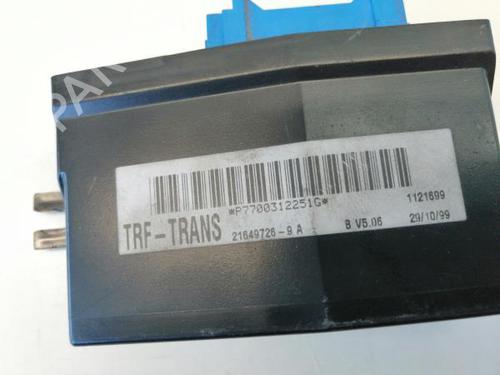 *P7700312251G*
1121699
TRF-TRANS
21649726-9 A
B V5.06
29/10/99